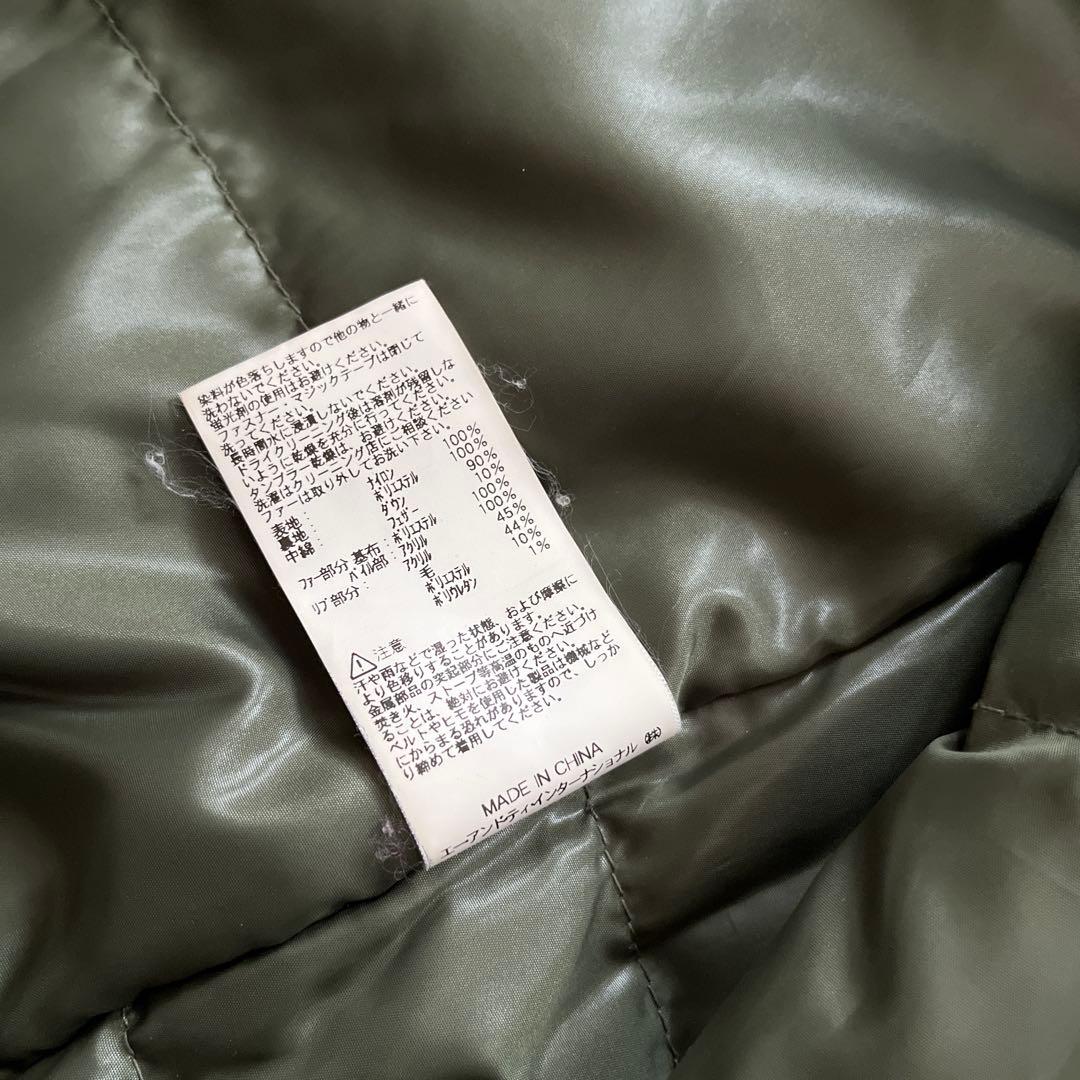 染料が色落ちしますので他の物と一緒に
洗わないでください。
蛍光剤の使用はお避けください。
ファスナー・マジックテープは閉じて
洗ってください。
長時間水に浸漬しないでください。
ドライクリーニング後は溶剤が残留しな
いように乾燥を充分に行ってください。
タンブラー乾燥は、お避けください
洗濯はクリーニング店にご相談ください
ファーは取り外してお洗い下さい。
表地： ナイロン 100%
裏地： ポリエステル 100%
中綿： ダウン 90%
フェザー 10%
ファー部分 基布： ポリエステル 100%
パイル部： アクリル 100%
リブ部分： アクリル 45%
毛 44%
ポリエステル 10%
ポリウレタン 1%
注意
汗や雨などで湿った状態、および摩擦に
より色移りすることがあります。
金属部品の突起部分にご注意ください。
焚き火、ストーブ等高温のものへ近づけ
ることは、絶対にお避けください。
ベルトやヒモを使用した製品は機械など
にからまる恐れがありますので、しっか
り締めて着用してください。
MADE IN CHINA
エーアンドティインターナショナル ㈱